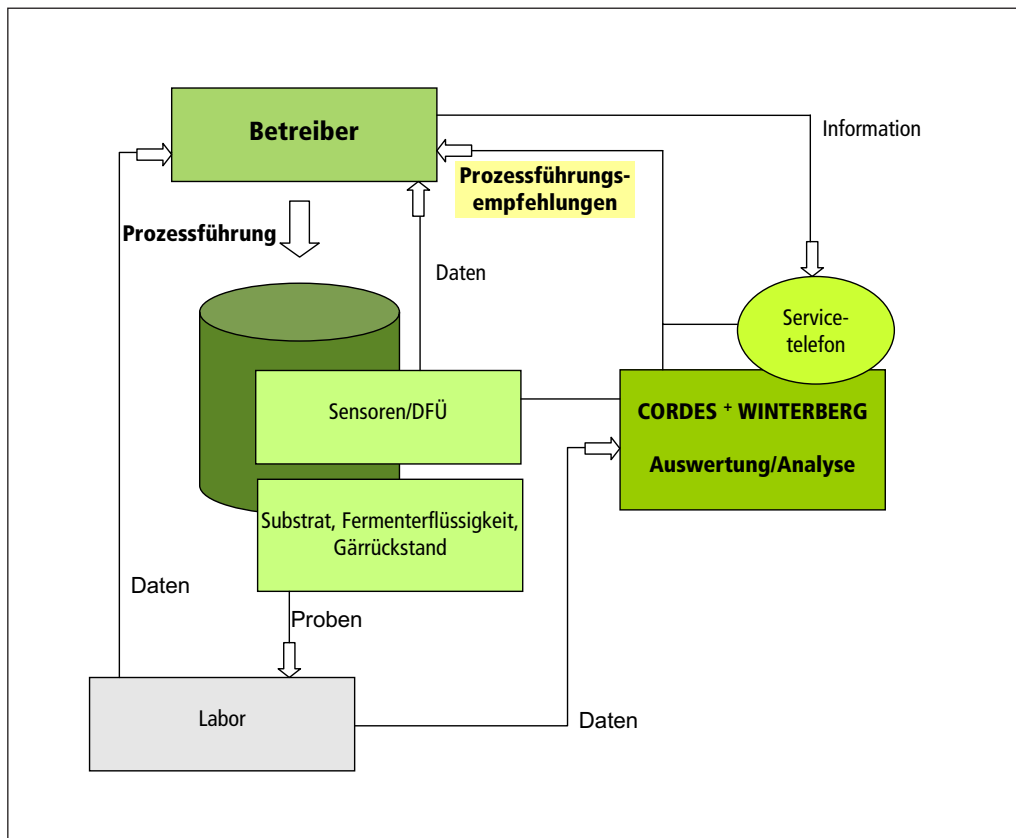 Betreiber
Information
Prozessführungs-
empfehlungen
Prozessführung
Daten
Service-
telefon
Sensoren/DFÜ
CORDES + WINTERBERG
Auswertung/Analyse
Substrat, Fermenterflüssigkeit,
Gärrückstand
Daten
Proben
Labor
Daten